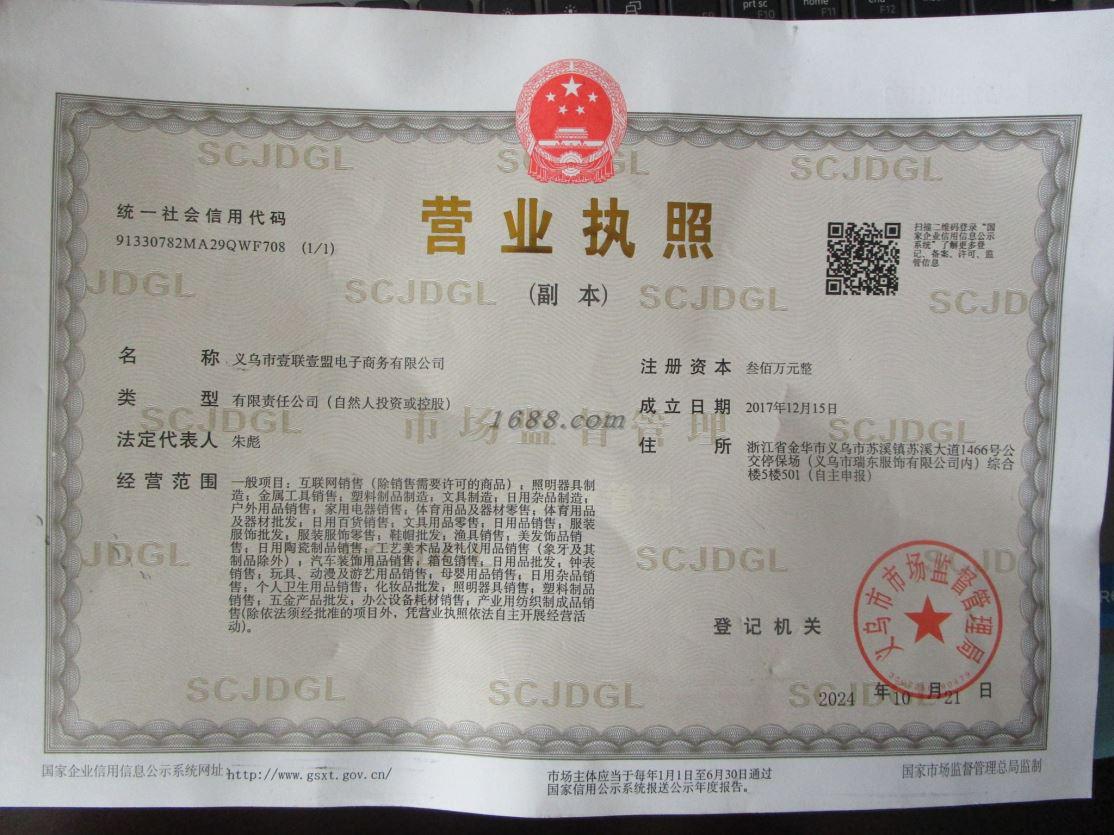 营业执照
(副 本)
统一社会信用代码
91330782MA29QWF708 (1/1)
扫描二维码登录“国
家企业信用信息公示
系统”了解更多登
记、备案、许可、监
管信息
名 称 义乌市壹联壹盟电子商务有限公司
类 型 有限责任公司（自然人投资或控股）
法定代表人 朱彪
经营范围 一般项目：互联网销售（除销售需要许可的商品）；照明器具制
造；金属工具销售；塑料制品制造；文具制造；日用杂品制造；
户外用品销售；家用电器销售；体育用品及器材零售；体育用品
及器材批发；日用百货销售；文具用品零售；日用品销售；服装
服饰批发；服装服饰零售；鞋帽批发；渔具销售；美发饰品销
售；日用陶瓷制品销售；工艺美术品及礼仪用品销售（象牙及其
制品除外）；汽车装饰用品销售；箱包销售；日用品批发；钟表
销售；玩具、动漫及游艺用品销售；母婴用品销售；日用杂品销
售；个人卫生用品销售；化妆品批发；照明器具销售；塑料制品
销售；五金产品批发；办公设备耗材销售；产业用纺织制成品销
售(除依法须经批准的项目外，凭营业执照依法自主开展经营活
动)。
注册资本 叁佰万元整
成立日期 2017年12月15日
住 所 浙江省金华市义乌市苏溪镇苏溪大道1466号公
交停保场（义乌市瑞东服饰有限公司内）综合
楼5楼501（自主申报）
1688.com
登记机关
义乌市市场监督管理局
2024 年10 月21 日
国家企业信用信息公示系统网址：http://www.gsxt.gov.cn/
市场主体应当于每年1月1日至6月30日通过
国家信用公示系统报送公示年度报告。
国家市场监督管理总局监制
SCJDGL
市场监督管理